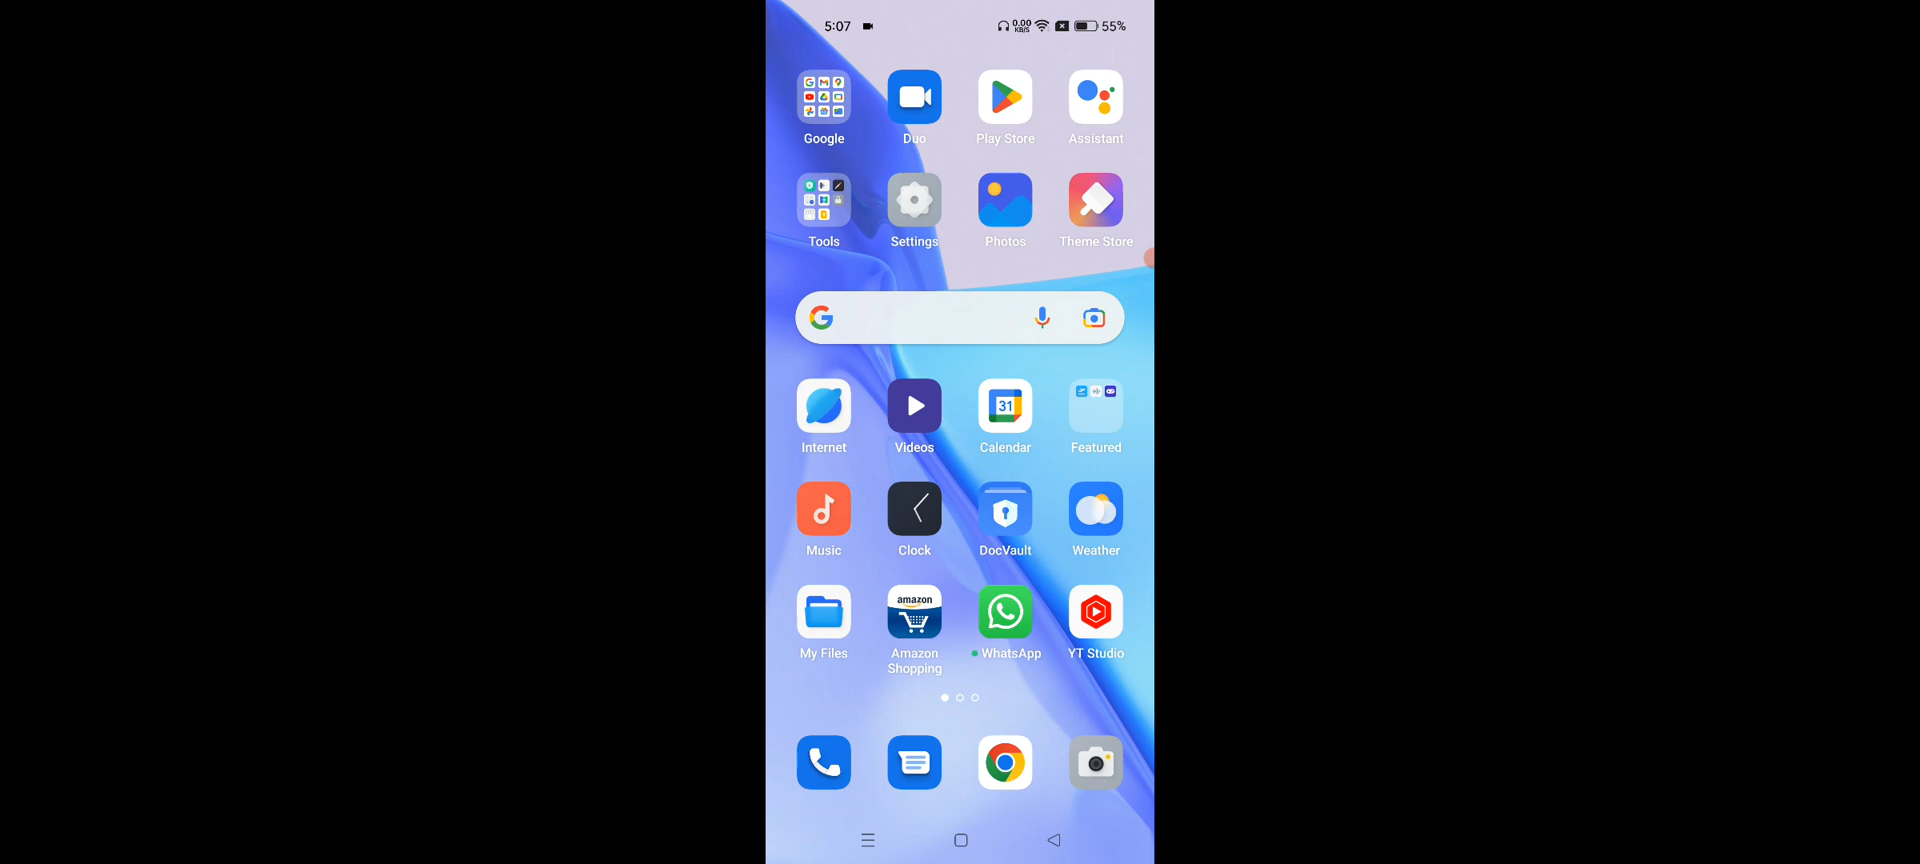 5:07
0.00
KB/S
55%
Google
Duo
Play Store
Assistant
Tools
Settings
Photos
Theme Store
Internet
Videos
31
Calendar
Featured
Music
Clock
DocVault
Weather
My Files
amazon
Amazon
Shopping
WhatsApp
YT Studio